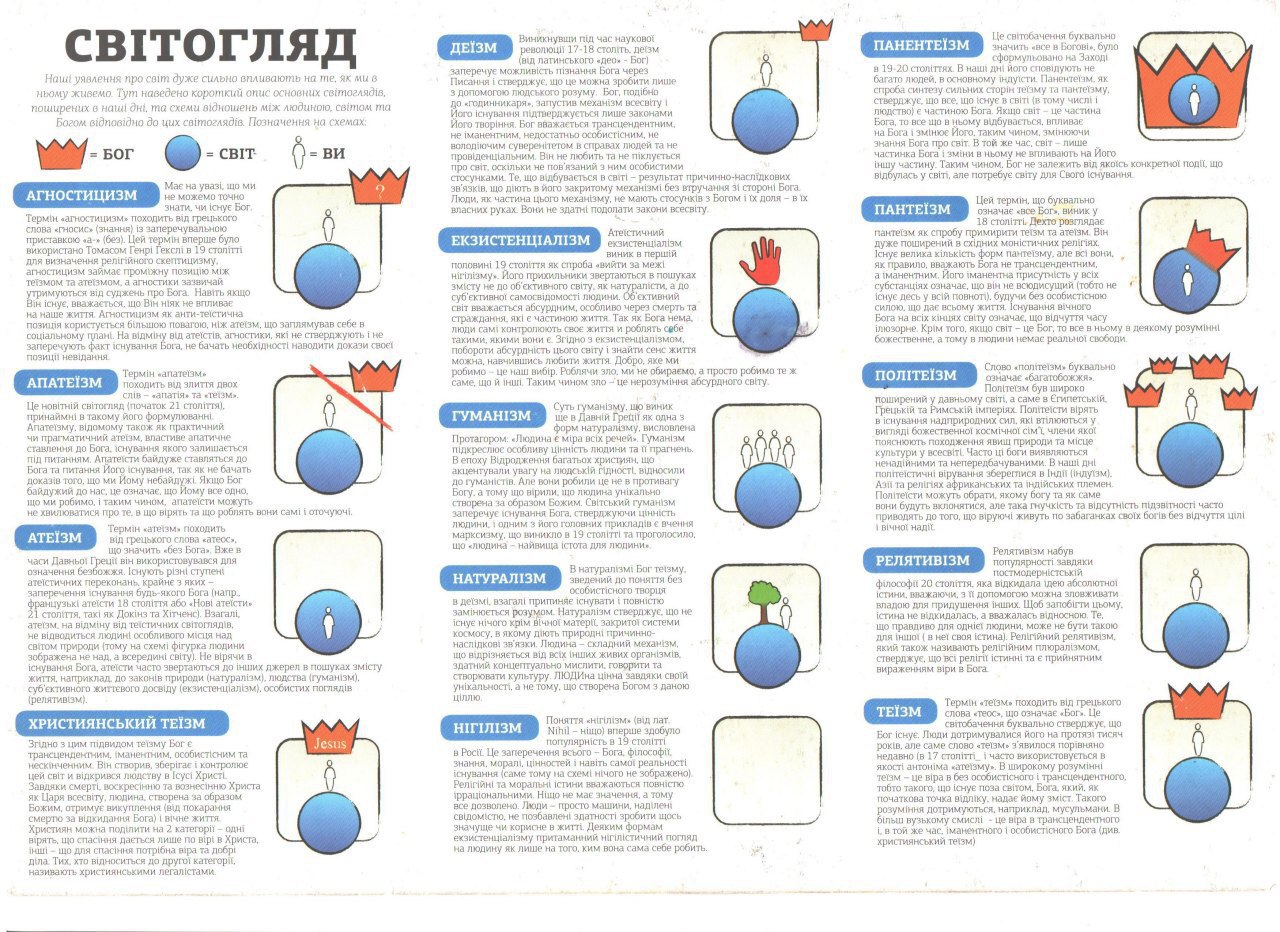 СВІТОГЛЯД
Наші уявлення про світ дуже сильно впливають на те, як ми в
ньому живемо. Тут наведено короткий опис основних світоглядів,
поширених в наші дні, та схеми відношень між людиною, світом та
Богом відповідно до цих світоглядів. Позначення на схемах:
= БОГ
= СВІТ
= ВИ
АГНОСТИЦИЗМ
Має на увазі, що ми
не можемо точно
знати, чи існує Бог.
Термін «агностицизм» походить від грецького
слова «гносис» (знання) із заперечувальною
приставкою «а-» (без). Цей термін вперше було
використано Томасом Генрі Гекслі в 19 столітті
для визначення релігійного скептицизму,
агностицизм займає проміжну позицію між
теїзмом та атеїзмом, а агностики зазвичай
утримуються від суджень про Бога. Навіть якщо
Він існує, вважається, що Він ніяк не впливає
на наше життя. Агностицизм як анти-теїстична
позиція користується більшою повагою, ніж атеїзм, що заплямував себе в
соціальному плані. На відміну від атеїстів, агностики, які не стверджують і не
заперечують факт існування Бога, не бачать необхідності наводити докази своєї
позиції невідання.
?
АПАТЕЇЗМ
Термін «апатеїзм»
походить від злиття двох
слів – «апатія» та «теїзм».
Це новітній світогляд (початок 21 століття),
принаймні в такому його формулюванні.
Апатеїзму, відомому також як практичний
чи прагматичний атеїзм, властиве апатичне
ставлення до Бога, існування якого залишається
під питанням. Апатеїсти байдуже ставляться до
Бога та питання Його існування, так як не бачать
доказів того, що ми Йому небайдужі. Якщо Бог
байдужий до нас, це означає, що Йому все одно,
що ми робимо, і таким чином, апатеїсти можуть
не хвилюватися про те, в що вірять та що роблять вони самі і оточуючі.
АТЕЇЗМ
Термін «атеїзм» походить
від грецького слова «атеос»,
що значить «без Бога». Вже в
часи Давньої Греції він використовувався для
означення безбожжя. Існують різні ступені
атеїстичних переконань, крайнє з яких –
заперечення існування будь-якого Бога (напр.,
французькі атеїсти 18 століття або «Нові атеїсти»
21 століття, такі як Докінз та Хітченс). Взагалі,
атеїзм, на відміну від теїстичних світоглядів,
не відводиться людині особливого місця над
світом природи (тому на схемі фігурка людини
зображена не над, а всередині світу). Не вірячи в
існування Бога, атеїсти часто звертаються до інших джерел в пошуках змісту
життя, наприклад, до законів природи (натуралізм), людства (гуманізм),
суб'єктивного життєвого досвіду (екзистенціалізм), особистих поглядів
(релятивізм).
ХРИСТИЯНСЬКИЙ ТЕЇЗМ
Згідно з цим підвидом теїзму Бог є
трансцендентним, іманентним, особистісним та
нескінченним. Він створив, зберігає і контролює
цей світ и відкрився людству в Ісусі Христі.
Завдяки смерті, воскресінню та вознесінню Христа
як Царя всесвіту, людина, створена за образом
Божим, отримує викуплення (від покарання
смертю за відкидання Бога) і вічне життя.
Християн можна поділити на 2 категорії – одні
вірять, що спасіння дається лише по вірі в Христа,
інші – що для спасіння потрібна віра та добрі
діла. Тих, хто відноситься до другої категорії,
називають християнськими легалістами.
Jesus
ДЕЇЗМ
Виникнувши під час наукової
революції 17-18 століть, деїзм
(від латинського «део» - Бог)
заперечує можливість пізнання Бога через
Писання і стверджує, що це можна зробити лише
з допомогою людського розуму. Бог, подібно
до «годинникаря», запустив механізм всесвіту і
Його існування підтверджується лише законами
Його творіння. Бог вважається трансцендентним,
не іманентним, недостатньо особистісним, не
володіючим суверенітетом в справах людей та не
провіденціальним. Він не любить та не піклується
про світ, оскільки не пов'язаний з ним особистими
стосунками. Те, що відбувається в світі – результат причинно-наслідкових
зв'язків, що діють в його закритому механізмі без втручання зі сторони Бога.
Люди, як частина цього механізму, не мають стосунків з Богом і їх доля – в їх
власних руках. Вони не здатні подолати закони всесвіту.
ЕКЗИСТЕНЦІАЛІЗМ
Атеїстичний
екзистенціалізм
виник в першій
половині 19 століття як спроба «вийти за межі
нігілізму». Його прихильники звертаються в пошуках
змісту не до об'єктивного світу, як натуралісти, а до
суб'єктивної самосвідомості людини. Об'єктивний
світ вважається абсурдним, особливо через смерть та
страждання, які є частиною життя. Так як Бога нема,
люди самі контролюють своє життя и роблять себе
такими, якими вони є. Згідно з екзистенціалізмом,
побороти абсурдність цього світу і знайти сенс життя
можна, навчившись любити життя. Добро, яке ми
робимо – це наш вибір. Роблячи зло, ми не обираємо, а просто робимо те ж
саме, що й інші. Таким чином зло – це нерозуміння абсурдного світу.
ГУМАНІЗМ
Суть гуманізму, що виник
ще в Давній Греції як одна з
форм натуралізму, висловлена
Протагором: «Людина є міра всіх речей». Гуманізм
підкреслює особливу цінність людини та її прагнень.
В епоху Відродження багатьох християн, що
акцентували увагу на людській гідності, відносили
до гуманістів. Але вони робили це не в противагу
Богу, а тому що вірили, що людина унікально
створена за образом Божим. Світський гуманізм
заперечує існування Бога, стверджуючи цінність
людини, і одним з його головних прикладів є вчення
марксизму, що виникло в 19 столітті та проголосило,
що «людина – найвища істота для людини».
НАТУРАЛІЗМ
В натуралізмі Бог теїзму,
зведений до поняття без
особистісного творця
в деїзмі, взагалі припиняє існувати і повністю
замінюється розумом. Натуралізм стверджує, що не
існує нічого крім вічної матерії, закритої системи
космосу, в якому діють природні причинно-
наслідкові зв'язки. Людина – складний механізм,
що відрізняється від всіх інших живих організмів,
здатний концептуально мислити, говорити та
створювати культуру. ЛЮДИна цінна завдяки своїй
унікальності, а не тому, що створена Богом з даною
ціллю.
НІГІЛІЗМ
Поняття «нігілізм» (від лат.
Nihil – ніщо) вперше здобуло
популярність в 19 столітті
в Росії. Це заперечення всього – Бога, філософії,
знання, моралі, цінностей і навіть самої реальності
існування (саме тому на схемі нічого не зображено).
Релігійні та моральні істини вважаються повністю
ірраціональними. Ніщо не має значення, а тому
все дозволено. Люди – просто машини, наділені
свідомістю, не позбавлені здатності зробити щось
значуще чи корисне в житті. Деяким формам
екзистенціалізму притаманний нігілістичний погляд
на людину як лише на того, ким вона сама себе робить.
ПАНЕНТЕЇЗМ
Це світобачення буквально
значить «все в Богові», було
сформульовано на Заході
в 19-20 століттях. В наші дні його сповідують не
багато людей, в основному індуїсти. Панентеїзм, як
спроба синтезу сильних сторін теїзму та пантеїзму,
стверджує, що все, що існує в світі (в тому числі і
людство) є частиною Бога. Якщо світ – це частина
Бога, то все що в ньому відбувається, впливає
на Бога і змінює Його, таким чином, змінюючи
знання Бога про світ. В той же час, світ – лише
частинка Бога і зміни в ньому не впливають на Його
іншу частину. Таким чином, Бог не залежить від якоїсь конкретної події, що
відбулась у світі, але потребує світу для Свого існування.
ПАНТЕЇЗМ
Цей термін, що буквально
означає «все Бог», виник у
18 столітті. Дехто розглядає
пантеїзм як спробу примирити теїзм та атеїзм. Він
дуже поширений в східних моністичних релігіях.
Існує велика кількість форм пантеїзму, але всі вони,
як правило, вважають Бога не трансцендентним,
а іманентним. Його іманентна присутність у всіх
субстанціях означає, що він не всюдисущий (тобто не
існує десь у всій повноті), будучи без особистісною
силою, що дає всьому життя. Існування вічного
Бога на всіх кінцях світу означає, що відчуття часу
ілюзорне. Крім того, якщо світ – це Бог, то все в ньому в деякому розумінні
божественне, а тому в людини немає реальної свободи.
ПОЛІТЕЇЗМ
Слово «політеїзм» буквально
означає «багатобожжя».
Політеїзм був широко
поширений у давньому світі, а саме в Єгипетській,
Грецькій та Римській імперіях. Політеїсти вірять
в існування надприродних сил, які втілюються у
вигляді божественної космічної сім'ї, члени якої
пояснюють походження явищ природи та місце
культури у всесвіті. Часто ці боги виявляються
ненадійними та непередбачуваними. В наші дні
політеїстичні вірування збереглися в Індії (індуїзм),
Азії та релігіях африканських та індійських племен.
Політеїсти можуть обрати, якому богу та як саме
вони будуть вклонятися, але така гнучкість та відсутність підзвітності часто
приводять до того, що віруючі живуть по забаганках своїх богів без відчуття цілі
і вічної надії.
РЕЛЯТИВІЗМ
Релятивізм набув
популярності завдяки
постмодерністській
філософії 20 століття, яка відкидала ідею абсолютної
істини, вважаючи, з її допомогою можна зловживати
владою для придушення інших. Щоб запобігти цьому,
істина не відкидалась, а вважалась відносною. Те,
що правдиво для однієї людини, може не бути такою
для іншої ( в неї своя істина). Релігійний релятивізм,
який також називають релігійним плюралізмом,
стверджує, що всі релігії істинні та є прийнятним
вираженням віри в Бога.
ТЕЇЗМ
Термін «теїзм» походить від грецького
слова «теос», що означає «Бог». Це
світобачення буквально стверджує, що
Бог існує. Люди дотримувалися його на протязі тисяч
років, але саме слово «теїзм» з'явилося порівняно
недавно (в 17 столітті_ і часто використовується в
якості антоніма «атеїзму». В широкому розумінні
теїзм – це віра в без особистісного і трансцендентного,
тобто такого, що існує поза світом, Бога, який, як
початкова точка відліку, надає йому зміст. Такого
розуміння дотримуються, наприклад, мусульмани. В
більш вузькому смислі - це віра в трансцендентного
і, в той же час, іманентного і особистісного Бога (див.
християнський теїзм)